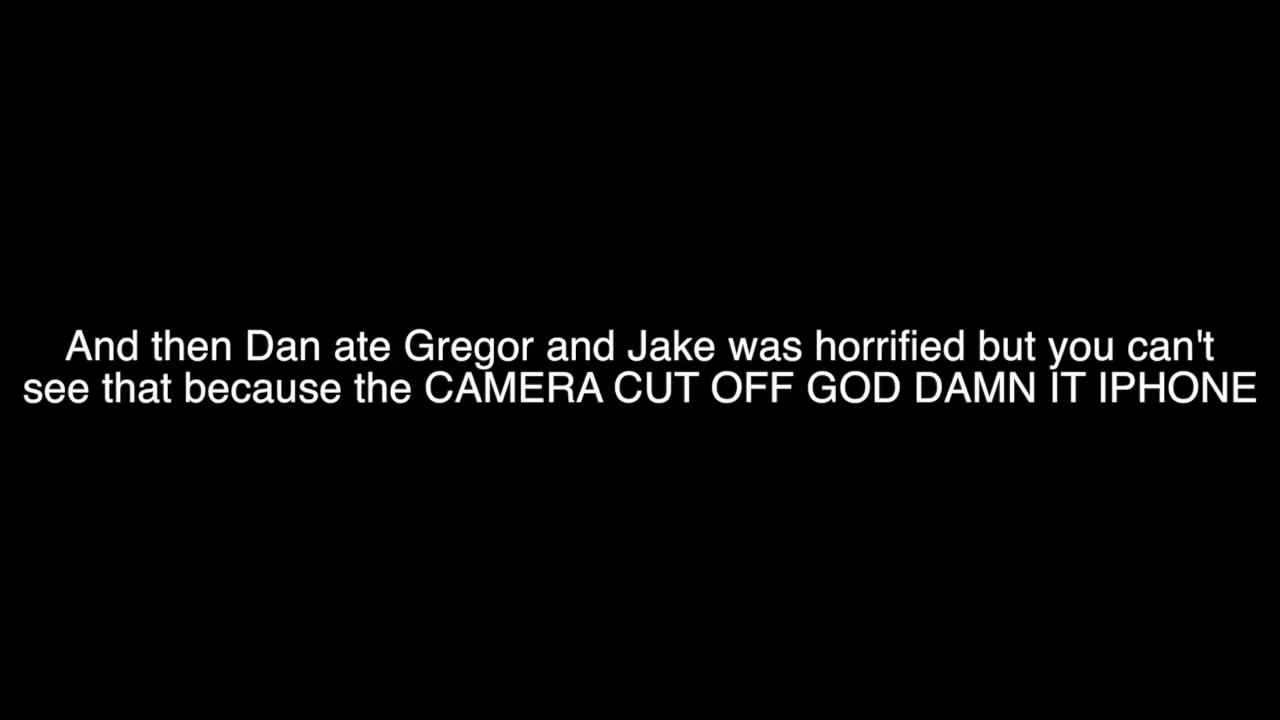 And then Dan ate Gregor and Jake was horrified but you can't
see that because the CAMERA CUT OFF GOD DAMN IT IPHONE